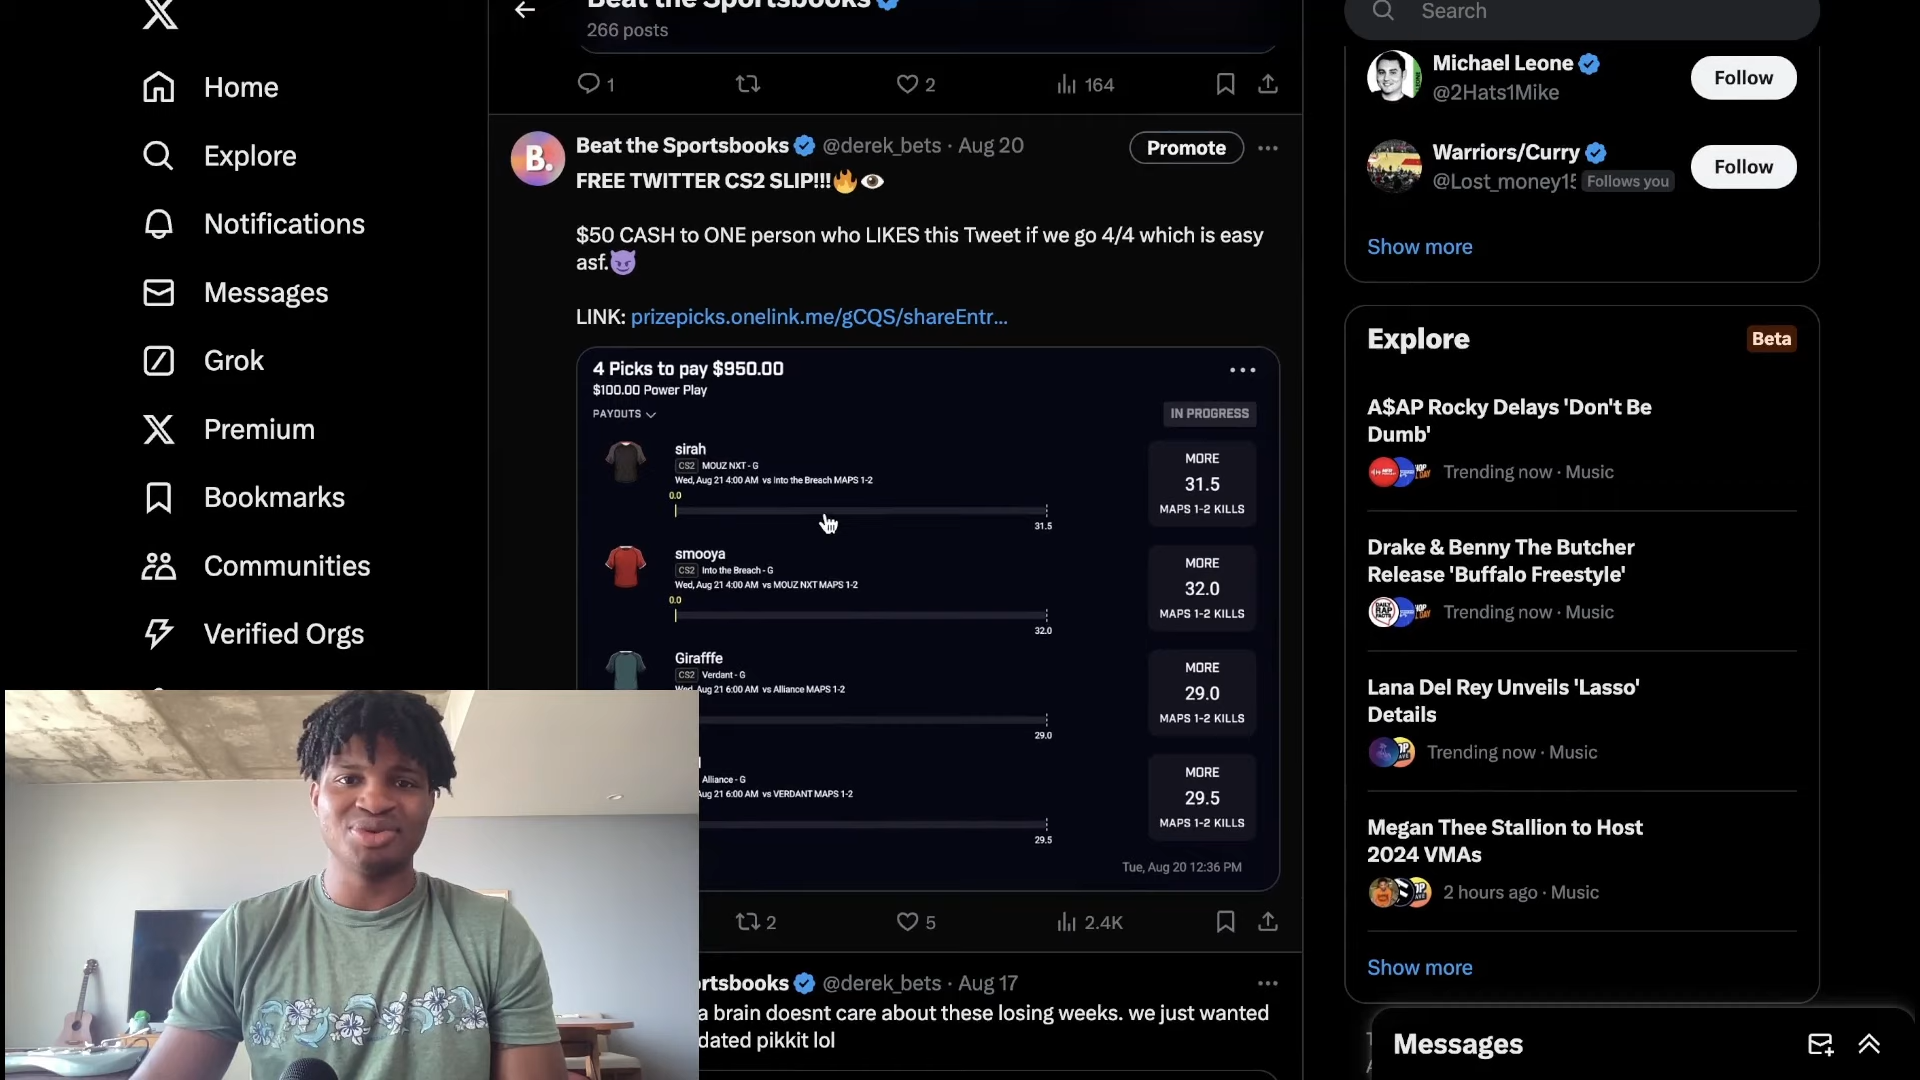 Beat the Sportsbooks
266 posts
Search
Home
Explore
Notifications
Messages
Grok
Premium
Bookmarks
Communities
Verified Orgs
1
2
164
B.
Beat the Sportsbooks @derek_bets · Aug 20
Promote
FREE TWITTER CS2 SLIP!!!🔥👁️
$50 CASH to ONE person who LIKES this Tweet if we go 4/4 which is easy
asf.😈
LINK: prizepicks.onelink.me/gCQS/shareEntr...
4 Picks to pay $950.00
$100.00 Power Play
PAYOUTS
IN PROGRESS
sirah
CS2 MOUZ NXT - G
Wed, Aug 21 4:00 AM vs Into the Breach MAPS 1-2
0.0
31.5
MORE
31.5
MAPS 1-2 KILLS
smooya
CS2 Into the Breach - G
Wed, Aug 21 4:00 AM vs MOUZ NXT MAPS 1-2
0.0
32.0
MORE
32.0
MAPS 1-2 KILLS
Girafffe
CS2 Verdant - G
Wed, Aug 21 6:00 AM vs Alliance MAPS 1-2
29.0
MORE
29.0
MAPS 1-2 KILLS
Alliance - G
Aug 21 6:00 AM vs VERDANT MAPS 1-2
29.5
MORE
29.5
MAPS 1-2 KILLS
Tue, Aug 20 12:36 PM
2
5
2.4K
rtsbooks @derek_bets · Aug 17
a brain doesnt care about these losing weeks. we just wanted
dated pikkit lol
Michael Leone
@2Hats1Mike
Follow
Warriors/Curry
@Lost_money15 Follows you
Follow
Show more
Explore
Beta
A$AP Rocky Delays 'Don't Be
Dumb'
Trending now · Music
Drake & Benny The Butcher
Release 'Buffalo Freestyle'
Trending now · Music
Lana Del Rey Unveils 'Lasso'
Details
Trending now · Music
Megan Thee Stallion to Host
2024 VMAs
2 hours ago · Music
Show more
Messages